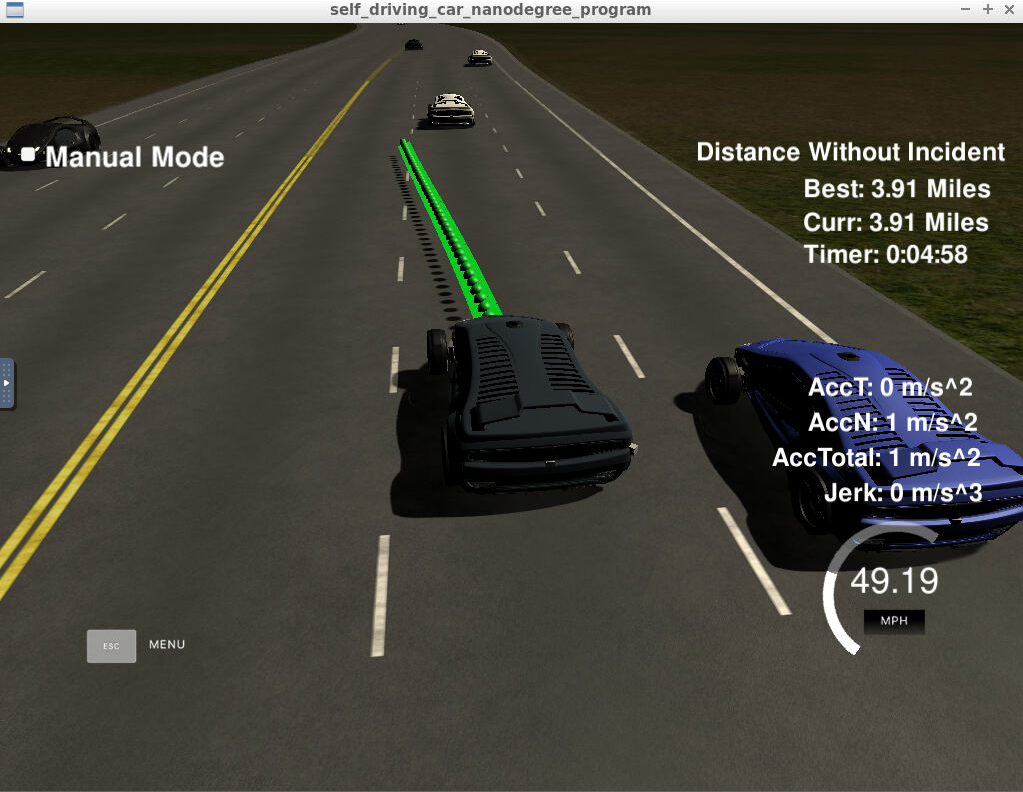 self_driving_car_nanodegree_program
Manual Mode
Distance Without Incident
Best: 3.91 Miles
Curr: 3.91 Miles
Timer: 0:04:58
AccT: 0 m/s^2
AccN: 1 m/s^2
AccTotal: 1 m/s^2
Jerk: 0 m/s^3
49.19
MPH
ESC MENU